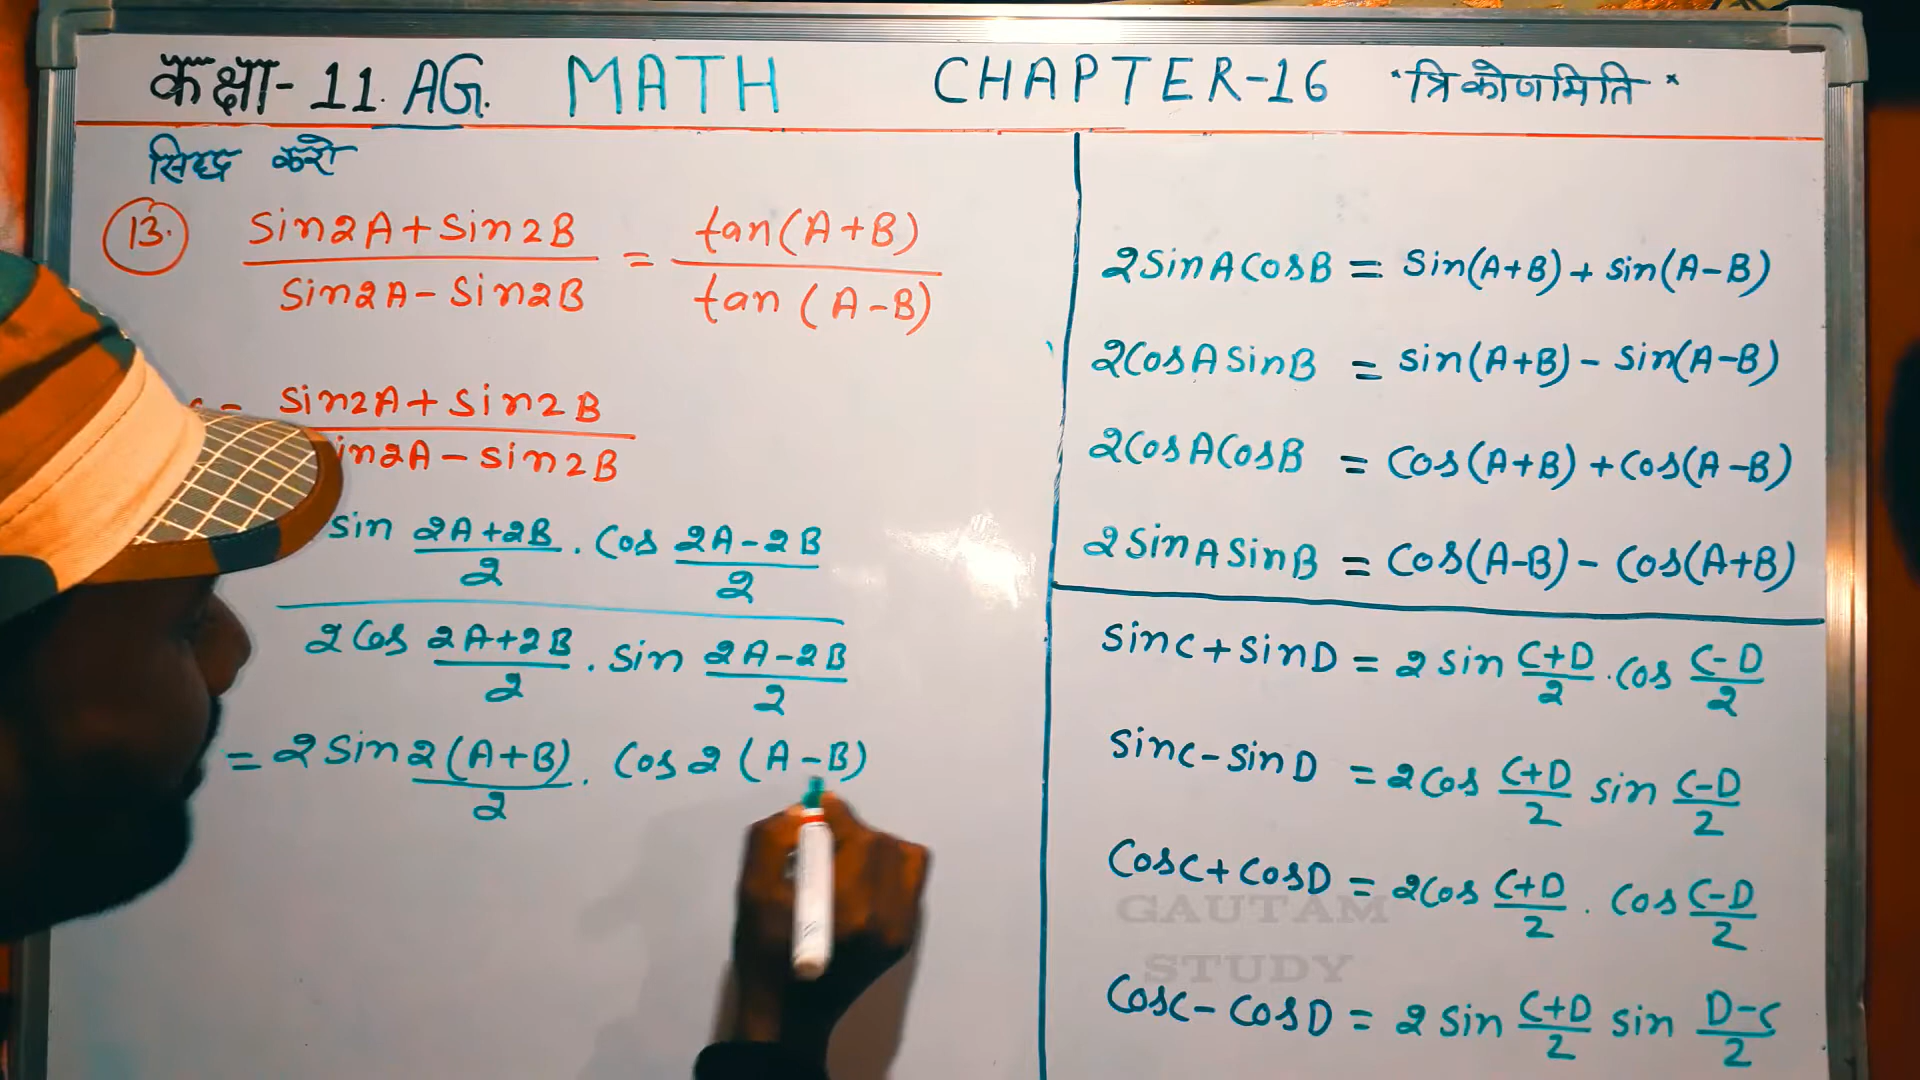 कक्षा- 11. AG. MATH CHAPTER-16 "त्रिकोणमिति"
सिद्ध करो
13. (sin2A + sin2B)/(sin2A - sin2B) = tan(A+B)/tan(A-B)
= (sin2A + sin2B)/(in2A - sin2B)
sin (2A+2B)/2 . cos (2A-2B)/2
2cos (2A+2B)/2 . sin (2A-2B)/2
= 2sin 2(A+B)/2 . cos 2(A-B)
2sinAcosB = sin(A+B) + sin(A-B)
2cosAsinB = sin(A+B) - sin(A-B)
2cosAcosB = cos(A+B) + cos(A-B)
2sinAsinB = cos(A-B) - cos(A+B)
sinC + sinD = 2 sin (C+D)/2 . cos (C-D)/2
sinC - sinD = 2cos (C+D)/2 sin (C-D)/2
cosC + cosD = 2cos (C+D)/2 . cos (C-D)/2
GAUTAM
STUDY
cosC - cosD = 2 sin (C+D)/2 sin (D-C)/2